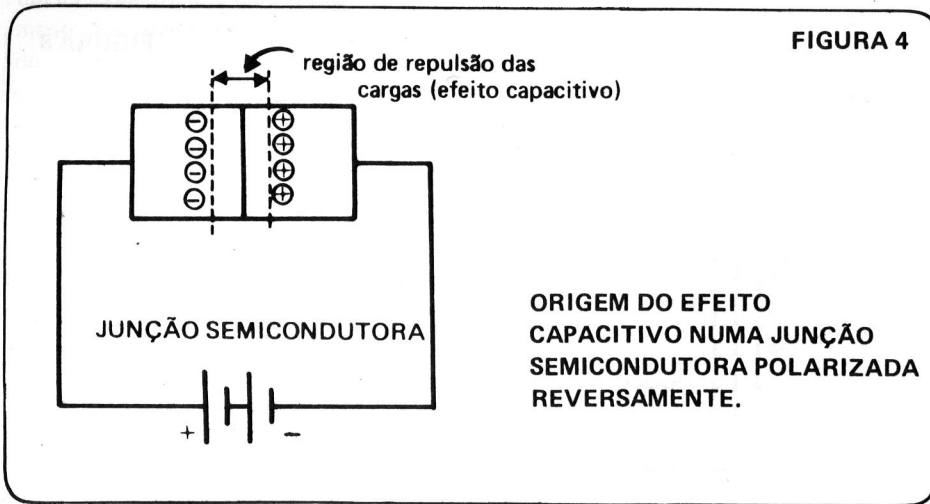 FIGURA 4
região de repulsão das
cargas (efeito capacitivo)
JUNÇÃO SEMICONDUTORA
+ −
ORIGEM DO EFEITO
CAPACITIVO NUMA JUNÇÃO
SEMICONDUTORA POLARIZADA
REVERSAMENTE.